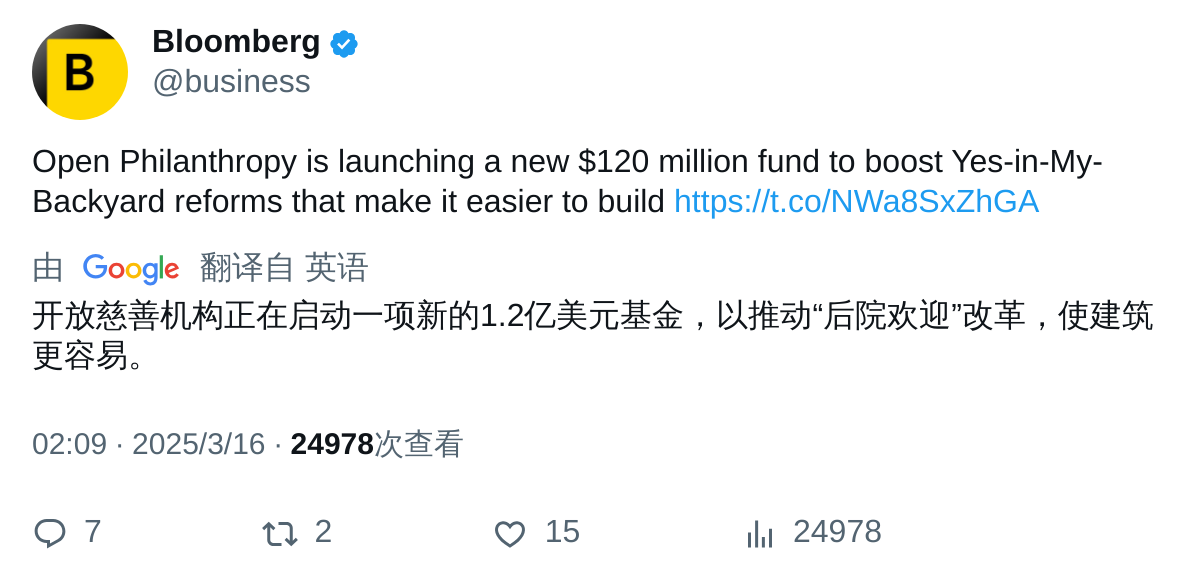 B
Bloomberg
@business
Open Philanthropy is launching a new $120 million fund to boost Yes-in-My-
Backyard reforms that make it easier to build https://t.co/NWa8SxZhGA
由 Google 翻译自 英语
开放慈善机构正在启动一项新的1.2亿美元基金，以推动“后院欢迎”改革，使建筑
更容易。
02:09 · 2025/3/16 · 24978次查看
7 2 15 24978